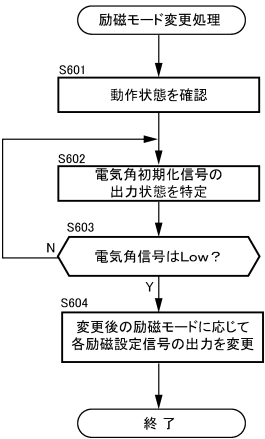 励磁モード変更処理
S601
動作状態を確認
S602
電気角初期化信号の
出力状態を特定
S603
電気角信号はLow？
N
Y
S604
変更後の励磁モードに応じて
各励磁設定信号の出力を変更
終 了